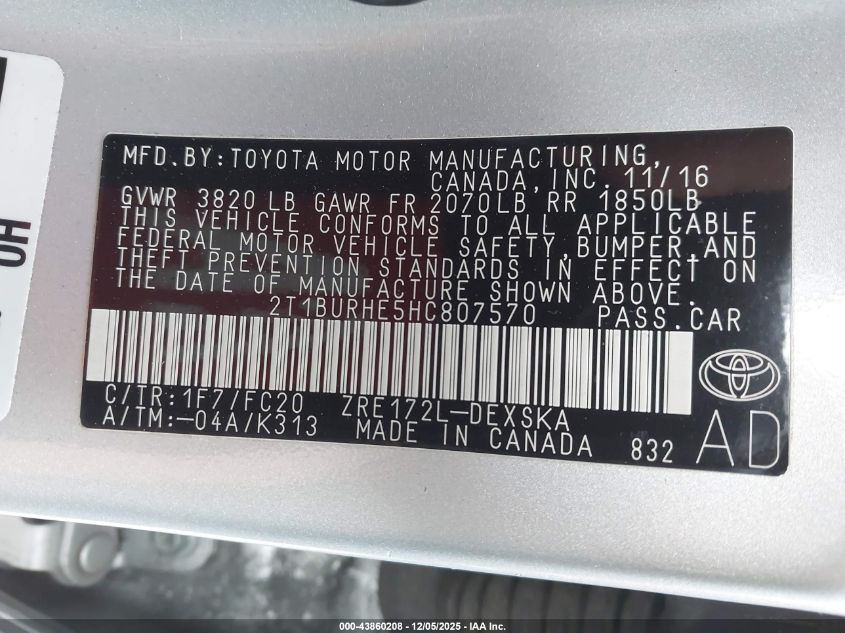 HO
MFD.BY:TOYOTA MOTOR MANUFACTURING,
CANADA,INC. 11/16
GVWR 3820 LB GAWR FR 2070LB RR 1850LB
THIS VEHICLE CONFORMS TO ALL APPLICABLE
FEDERAL MOTOR VEHICLE SAFETY,BUMPER,AND
THEFT PREVENTION STANDARDS IN EFFECT ON
THE DATE OF MANUFACTURE SHOWN ABOVE.
2T1BURHE5HC807570 PASS.CAR
C/TR:1F7/FC20 ZRE172L-DEXSKA
A/TM:-04A/K313 MADE IN CANADA 832 AD
000-43860208 - 12/05/2025 - IAA Inc.